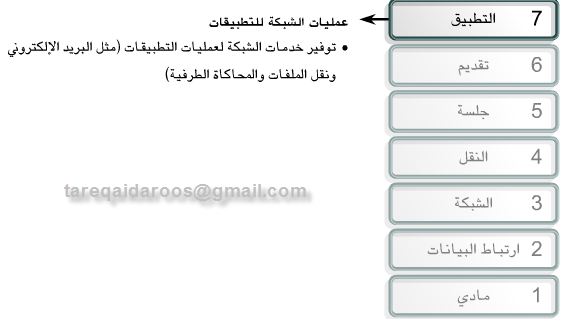 7 التطبيق
عمليات الشبكة للتطبيقات
• توفير خدمات الشبكة لعمليات التطبيقات (مثل البريد الإلكتروني
ونقل الملفات والمحاكاة الطرفية)
6 تقديم
5 جلسة
4 النقل
3 الشبكة
2 ارتباط البيانات
1 مادي
tareqaidaroos@gmail.com